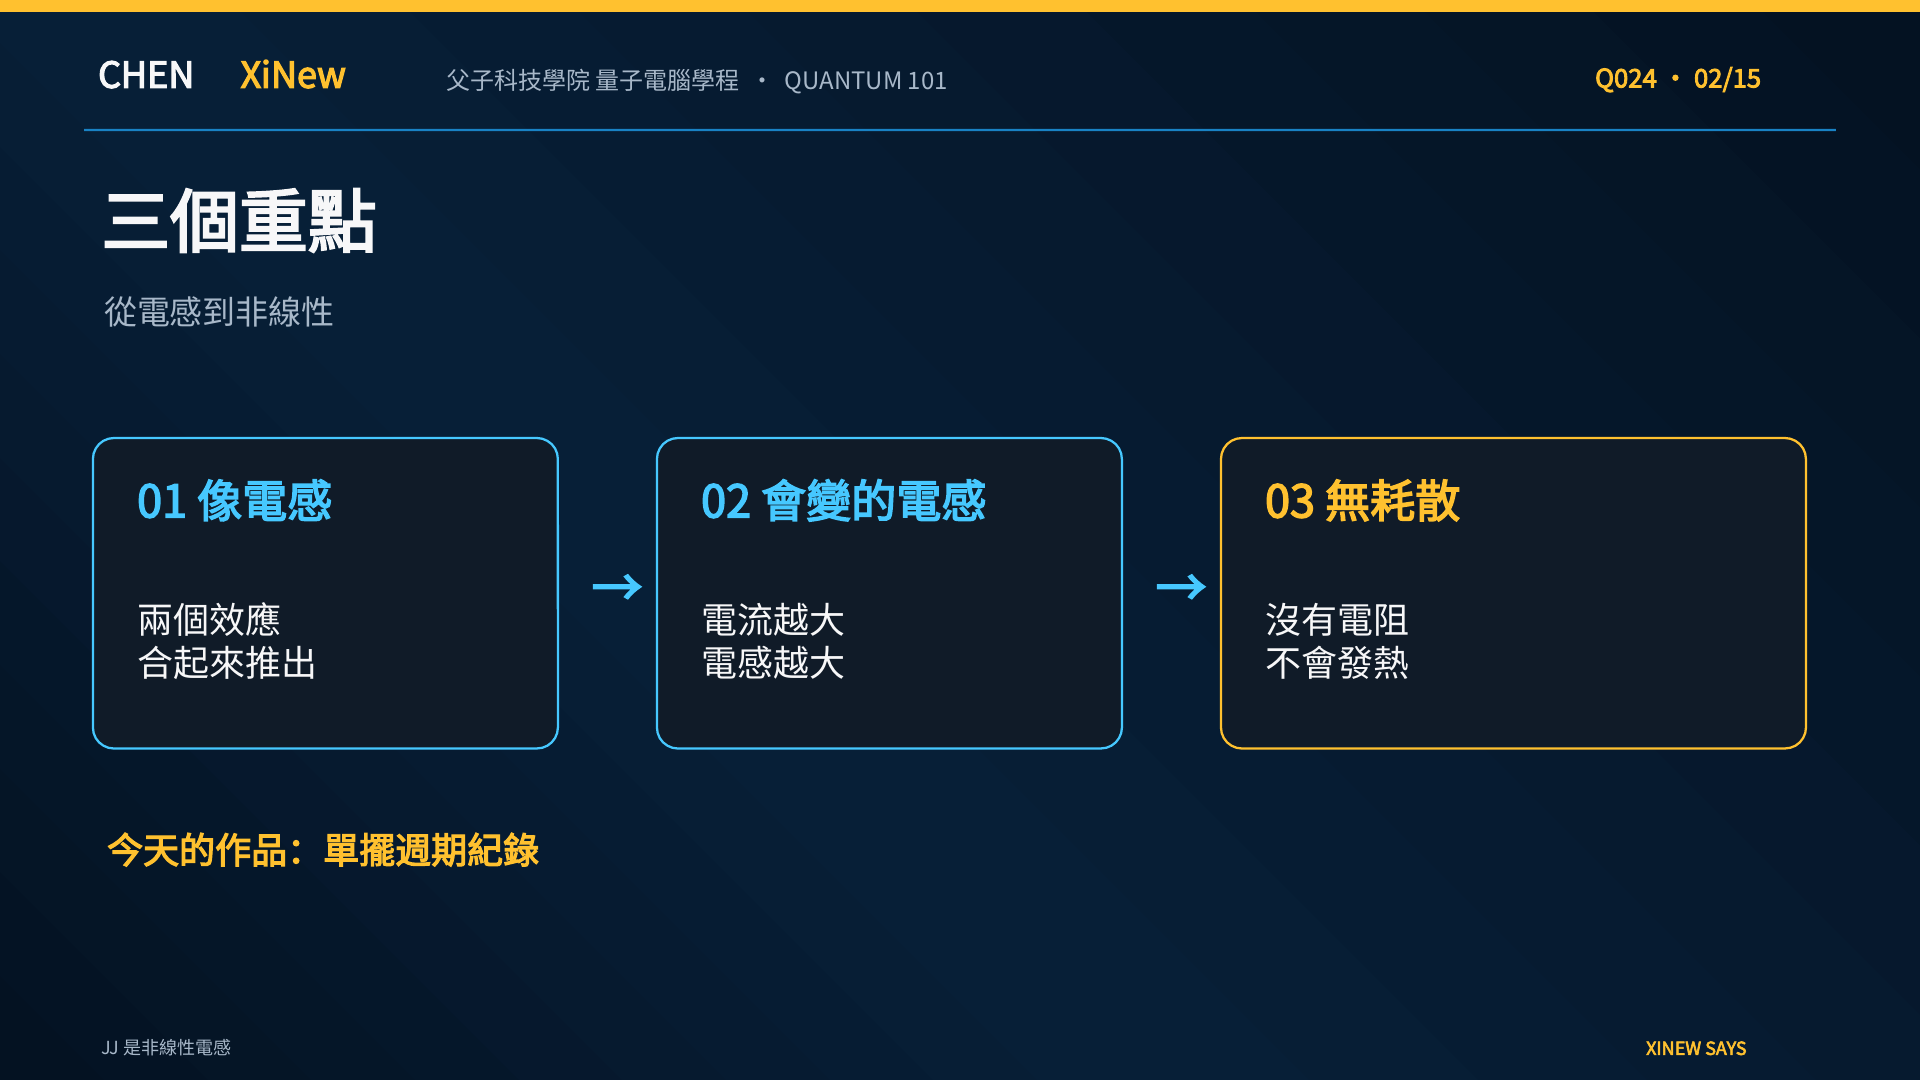 CHEN XiNew 父子科技學院 量子電腦學程 · QUANTUM 101
Q024 · 02/15
三個重點
從電感到非線性
01 像電感
兩個效應
合起來推出
→
02 會變的電感
電流越大
電感越大
→
03 無耗散
沒有電阻
不會發熱
今天的作品：單擺週期紀錄
JJ 是非線性電感
XINEW SAYS